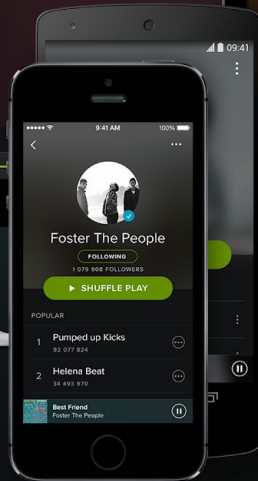 09:41
9:41 AM
100%
Foster The People
FOLLOWING
1 079 908 FOLLOWERS
SHUFFLE PLAY
POPULAR
1 Pumped up Kicks
92 077 824
2 Helena Beat
34 493 970
Best Friend
Foster The People